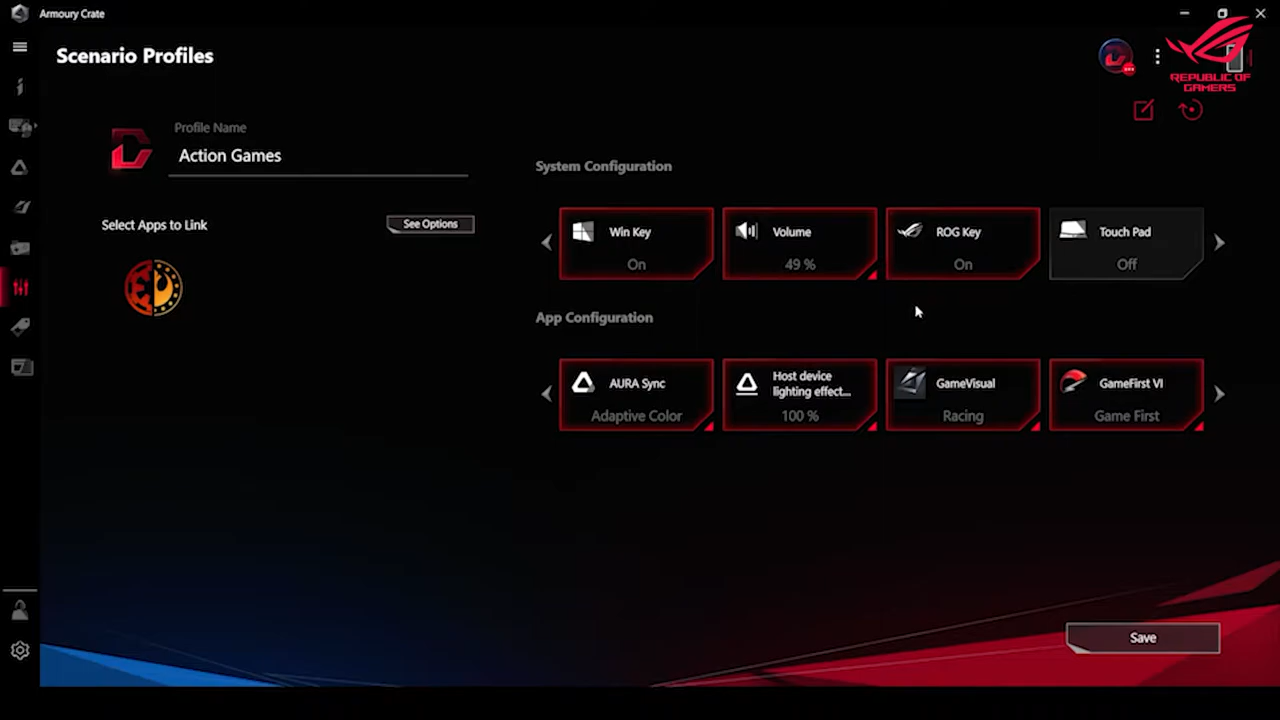 Armoury Crate
Scenario Profiles
REPUBLIC OF
GAMERS
Profile Name
Action Games
Select Apps to Link
See Options
System Configuration
Win Key
On
Volume
49 %
ROG Key
On
Touch Pad
Off
App Configuration
AURA Sync
Adaptive Color
Host device
lighting effect...
100 %
GameVisual
Racing
GameFirst VI
Game First
Save